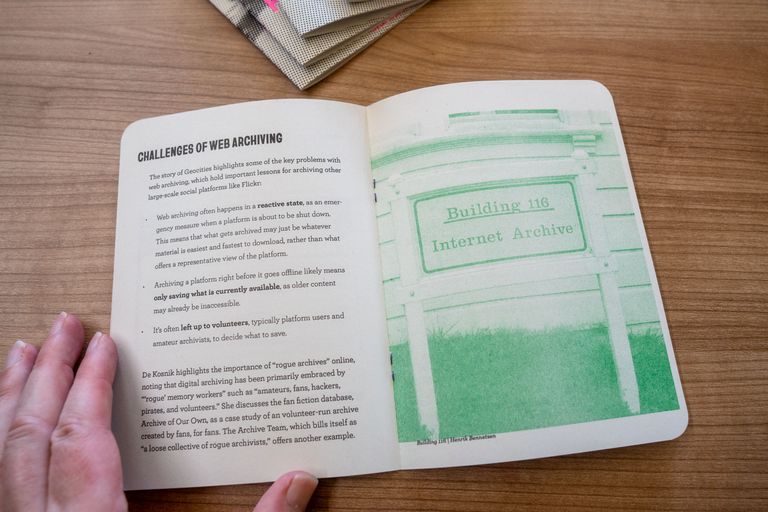 CHALLENGES OF WEB ARCHIVING
The story of Geocities highlights some of the key problems with
web archiving, which hold important lessons for archiving other
large-scale social platforms like Flickr:
• Web archiving often happens in a reactive state, as an emer-
gency measure when a platform is about to be shut down.
This means that what gets archived may just be whatever
material is easiest and fastest to download, rather than what
offers a representative view of the platform.
• Archiving a platform right before it goes offline likely means
only saving what is currently available, as older content
may already be inaccessible.
• It's often left up to volunteers, typically platform users and
amateur archivists, to decide what to save.
De Kosnik highlights the importance of "rogue archives" online,
noting that digital archiving has been primarily embraced by
"'rogue' memory workers" such as "amateurs, fans, hackers,
pirates, and volunteers." She discusses the fan fiction database,
Archive of Our Own, as a case study of an volunteer-run archive
created by fans, for fans. The Archive Team, which bills itself as
"a loose collective of rogue archivists," offers another example.
Building 116
Internet Archive
Building 116 | Henrik Bennetsen